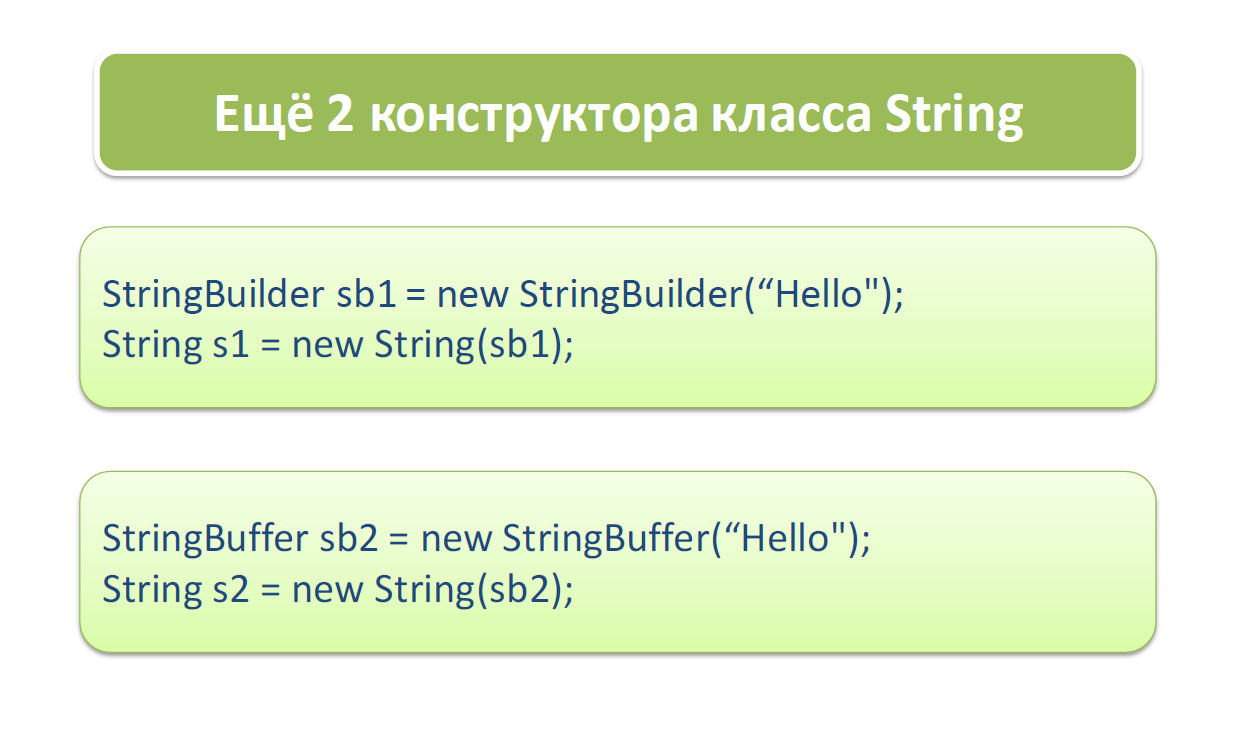 Ещё 2 конструктора класса String
StringBuilder sb1 = new StringBuilder(“Hello");
String s1 = new String(sb1);
StringBuffer sb2 = new StringBuffer(“Hello");
String s2 = new String(sb2);